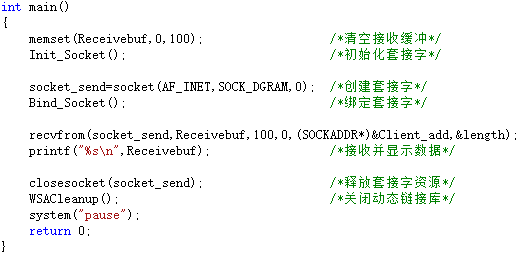 int main()
{
memset(Receivebuf,0,100); /*清空接收缓冲*/
Init_Socket(); /*初始化套接字*/
socket_send=socket(AF_INET,SOCK_DGRAM,0); /*创建套接字*/
Bind_Socket(); /*绑定套接字*/
recvfrom(socket_send,Receivebuf,100,0,(SOCKADDR*)&Client_add,&length);
printf("%s\n",Receivebuf); /*接收并显示数据*/
closesocket(socket_send); /*释放套接字资源*/
WSACleanup(); /*关闭动态链接库*/
system("pause");
return 0;
}